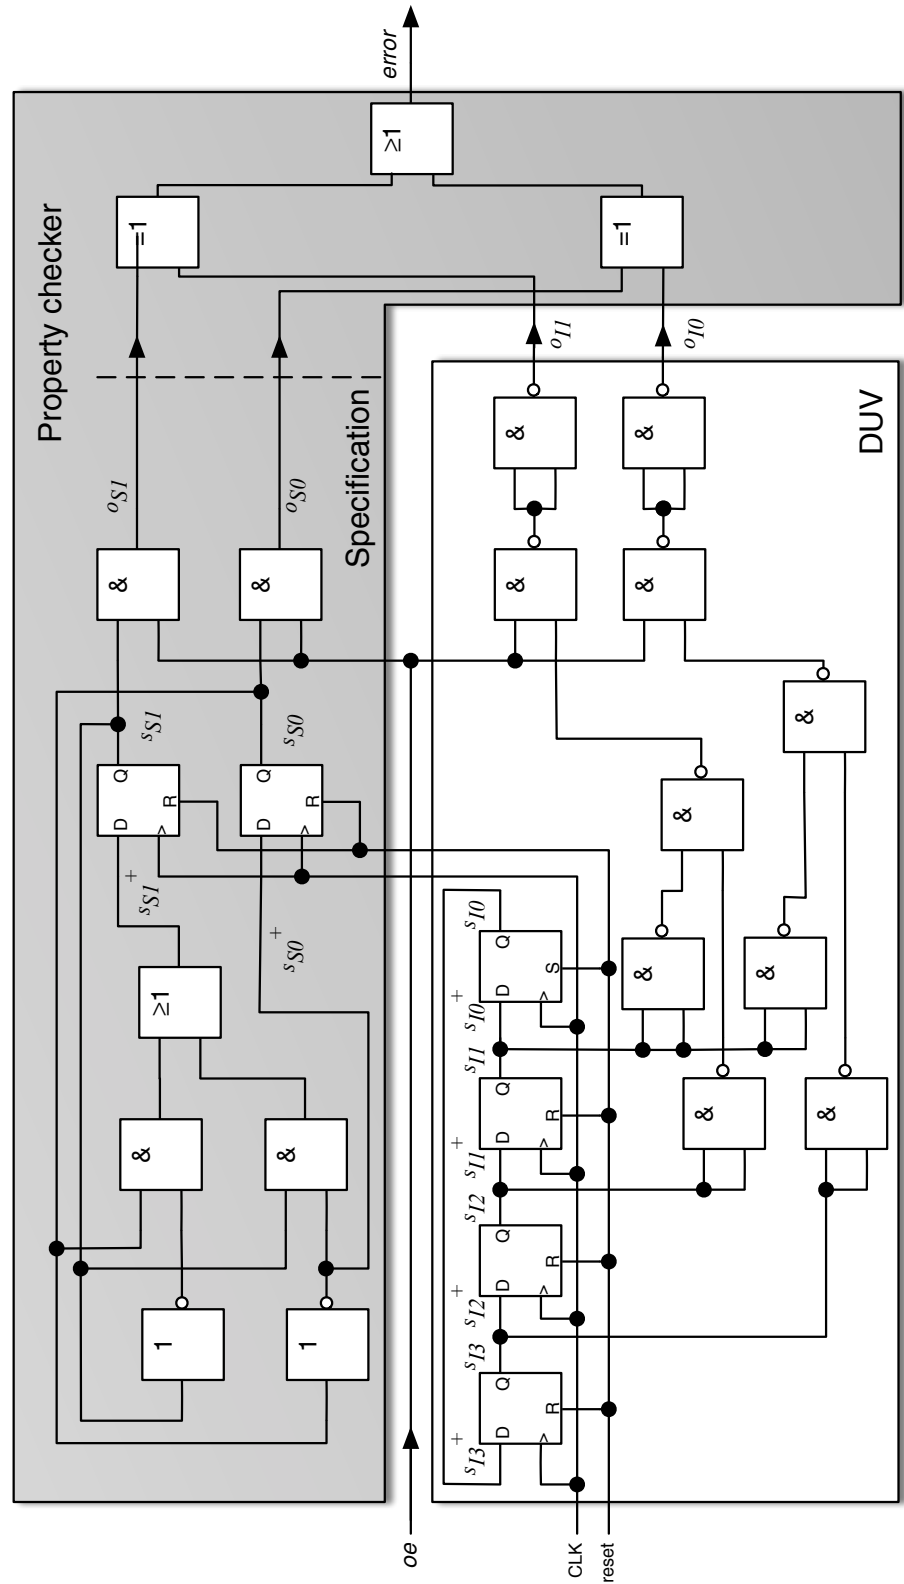 error
Property checker
≥1
=1
=1
o_S1
o_S0
Specification
o_I1
o_I0
DUV
&
&
&
&
&
&
&
s_S1
s_S0
D
Q
>
R
D
Q
>
R
s_S1+
s_S0+
≥1
&
&
1
1
&
&
&
&
&
s_I0
Q
D
S
>
s_I0+
s_I1
Q
D
R
>
s_I1+
s_I2
Q
D
R
>
s_I2+
s_I3
Q
D
R
>
s_I3+
oe
CLK
reset